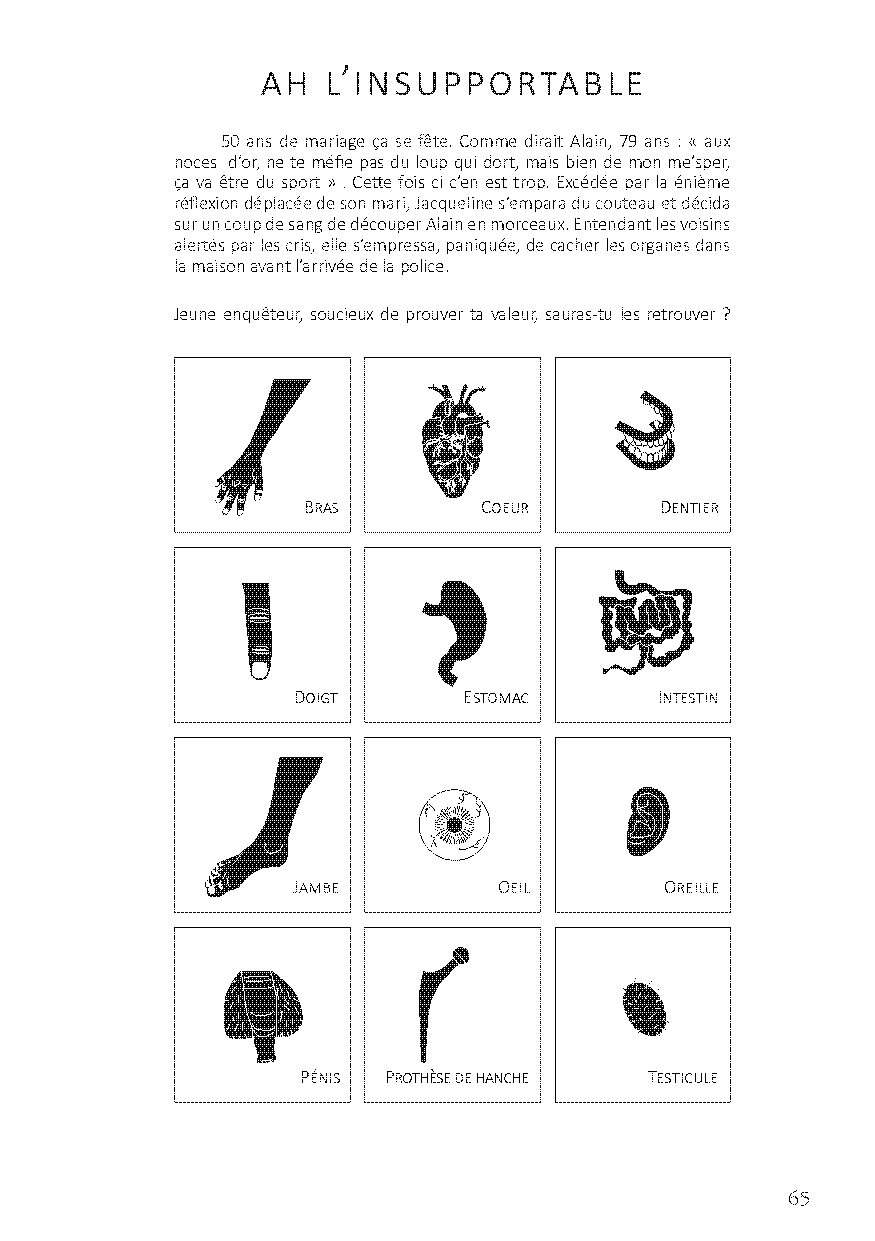 AH L’INSUPPORTABLE
50 ans de mariage ça se fête. Comme dirait Alain, 79 ans : « aux
noces d’or, ne te méfie pas du loup qui dort, mais bien de mon me’sper,
ça va être du sport » . Cette fois ci c’en est trop. Excédée par la énième
réflexion déplacée de son mari, Jacqueline s’empara du couteau et décida
sur un coup de sang de découper Alain en morceaux. Entendant les voisins
alertés par les cris, elle s’empressa, paniquée, de cacher les organes dans
la maison avant l’arrivée de la police.
Jeune enquêteur, soucieux de prouver ta valeur, sauras-tu les retrouver ?
BRAS
COEUR
DENTIER
DOIGT
ESTOMAC
INTESTIN
JAMBE
OEIL
OREILLE
PÉNIS
PROTHÈSE DE HANCHE
TESTICULE
65